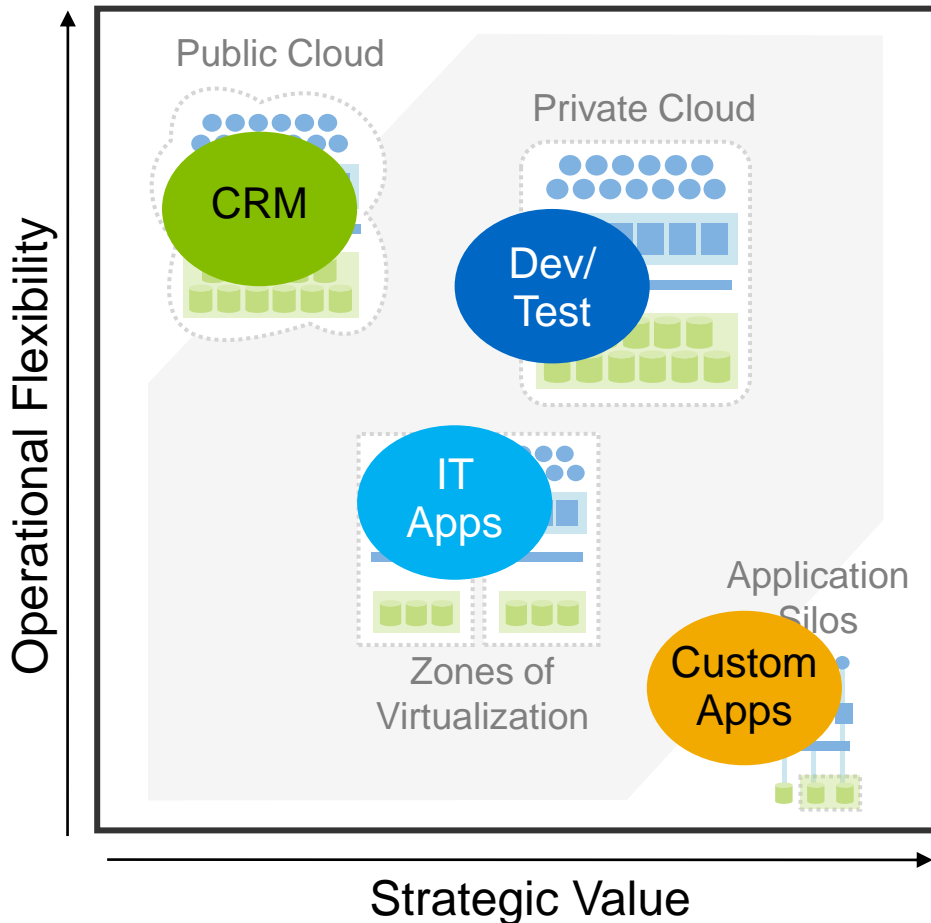 Operational Flexibility
Public Cloud
Private Cloud
CRM
Dev/
Test
IT
Apps
Zones of
Virtualization
Application
Silos
Custom
Apps
Strategic Value